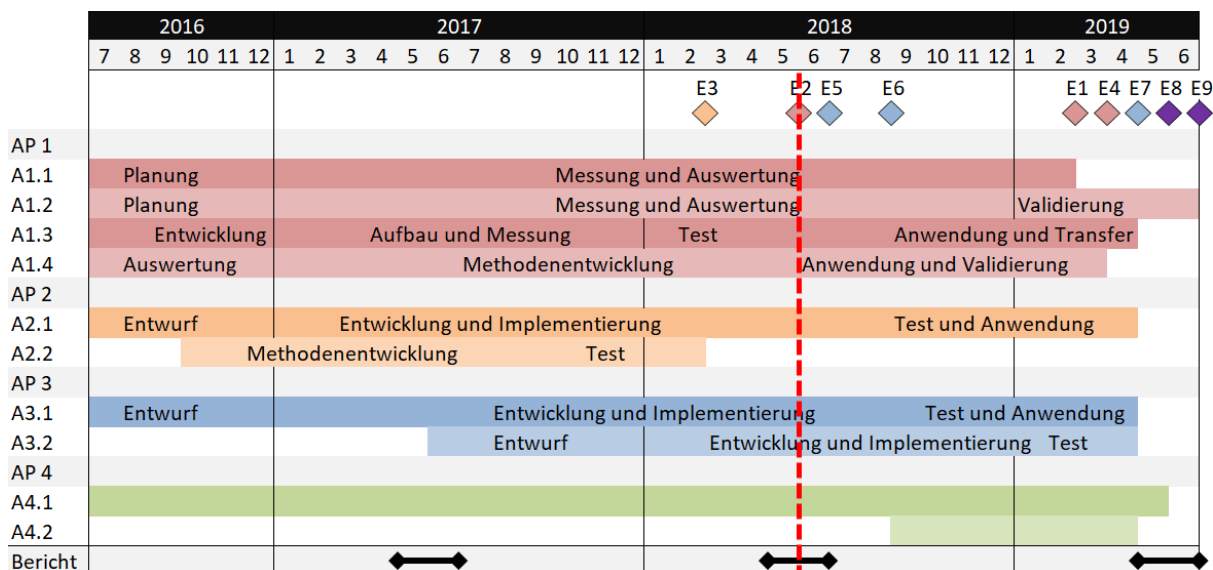 2016 2017 2018 2019
7 8 9 10 11 12 1 2 3 4 5 6 7 8 9 10 11 12 1 2 3 4 5 6 7 8 9 10 11 12 1 2 3 4 5 6
E3 E2 E5 E6 E1 E4 E7 E8 E9
AP 1
A1.1 Planung Messung und Auswertung
A1.2 Planung Messung und Auswertung Validierung
A1.3 Entwicklung Aufbau und Messung Test Anwendung und Transfer
A1.4 Auswertung Methodenentwicklung Anwendung und Validierung
AP 2
A2.1 Entwurf Entwicklung und Implementierung Test und Anwendung
A2.2 Methodenentwicklung Test
AP 3
A3.1 Entwurf Entwicklung und Implementierung Test und Anwendung
A3.2 Entwurf Entwicklung und Implementierung Test
AP 4
A4.1
A4.2
Bericht